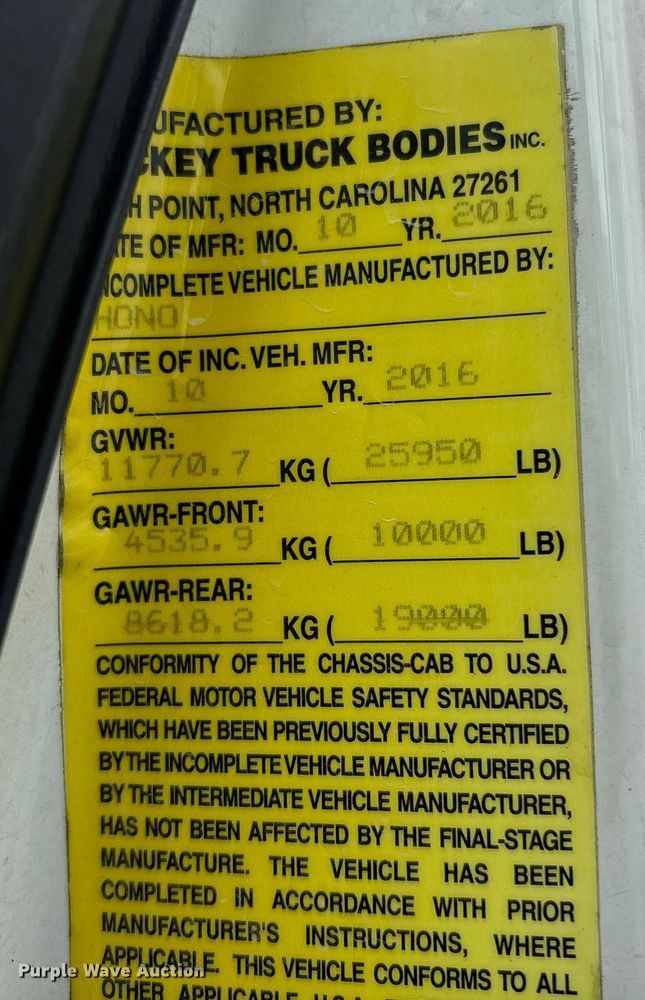 UFACTURED BY:
CKEY TRUCK BODIES INC.
H POINT, NORTH CAROLINA 27261
TE OF MFR: MO. 10 YR. 2016
NCOMPLETE VEHICLE MANUFACTURED BY:
HONO
DATE OF INC. VEH. MFR:
MO. 10 YR. 2016
GVWR:
11770.7 KG ( 25950 LB)
GAWR-FRONT:
4535.9 KG ( 10000 LB)
GAWR-REAR:
8618.2 KG ( 19000 LB)
CONFORMITY OF THE CHASSIS-CAB TO U.S.A.
FEDERAL MOTOR VEHICLE SAFETY STANDARDS,
WHICH HAVE BEEN PREVIOUSLY FULLY CERTIFIED
BY THE INCOMPLETE VEHICLE MANUFACTURER OR
BY THE INTERMEDIATE VEHICLE MANUFACTURER,
HAS NOT BEEN AFFECTED BY THE FINAL-STAGE
MANUFACTURE. THE VEHICLE HAS BEEN
COMPLETED IN ACCORDANCE WITH PRIOR
MANUFACTURER'S INSTRUCTIONS, WHERE
APPLICABLE. THIS VEHICLE CONFORMS TO ALL
OTHER APPLICABLE U.S.A.
Purple Wave Auction